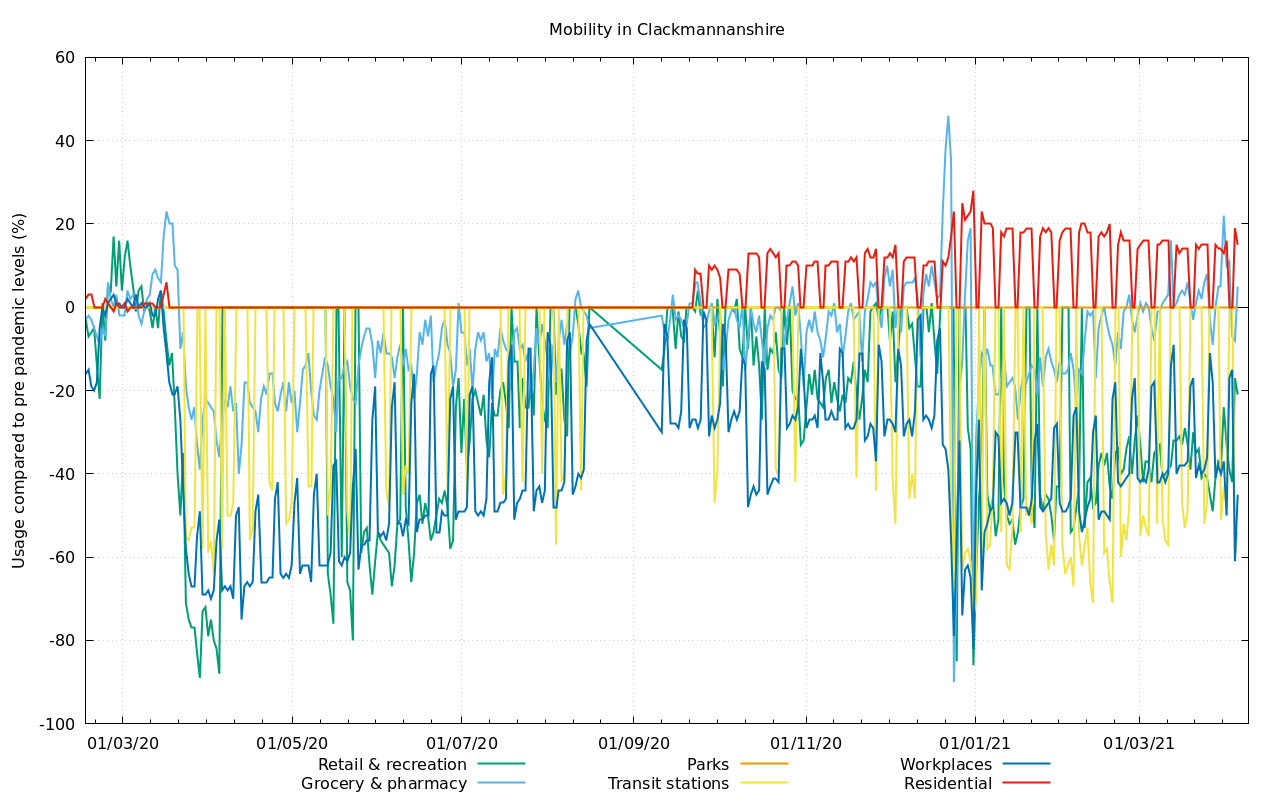 Mobility in Clackmannanshire
Usage compared to pre pandemic levels (%)
60
40
20
0
-20
-40
-60
-80
-100
01/03/20 01/05/20 01/07/20 01/09/20 01/11/20 01/01/21 01/03/21
Retail & recreation Parks Workplaces
Grocery & pharmacy Transit stations Residential